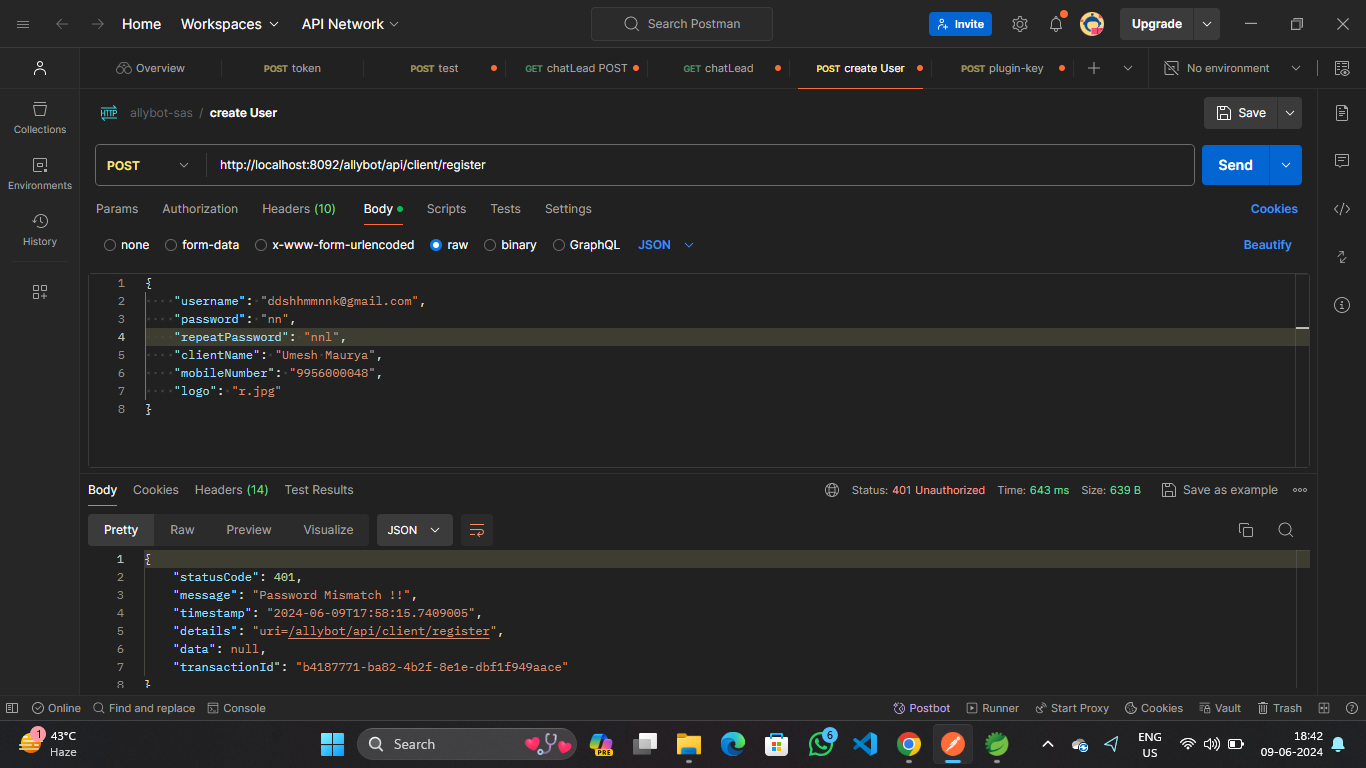 Home Workspaces API Network Search Postman Invite Upgrade
Overview POST token POST test GET chatLead POST GET chatLead POST create User POST plugin-key No environment
HTTP allybot-sas / create User Save
Collections
POST http://localhost:8092/allybot/api/client/register Send
Environments
Params Authorization Headers (10) Body Scripts Tests Settings Cookies
History
none form-data x-www-form-urlencoded raw binary GraphQL JSON Beautify
1 {
2 "username": "ddshhmmnnk@gmail.com",
3 "password": "nn",
4 "repeatPassword": "nnl",
5 "clientName": "Umesh Maurya",
6 "mobileNumber": "9956000048",
7 "logo": "r.jpg"
8 }
Body Cookies Headers (14) Test Results Status: 401 Unauthorized Time: 643 ms Size: 639 B Save as example
Pretty Raw Preview Visualize JSON
1 {
2 "statusCode": 401,
3 "message": "Password Mismatch !!",
4 "timestamp": "2024-06-09T17:58:15.7409005",
5 "details": "uri=/allybot/api/client/register",
6 "data": null,
7 "transactionId": "b4187771-ba82-4b2f-8e1e-dbf1f949aace"
8 }
Online Find and replace Console Postbot Runner Start Proxy Cookies Vault Trash
1 43°C
Haze
Search
PRE
6
ENG
US
18:42
09-06-2024